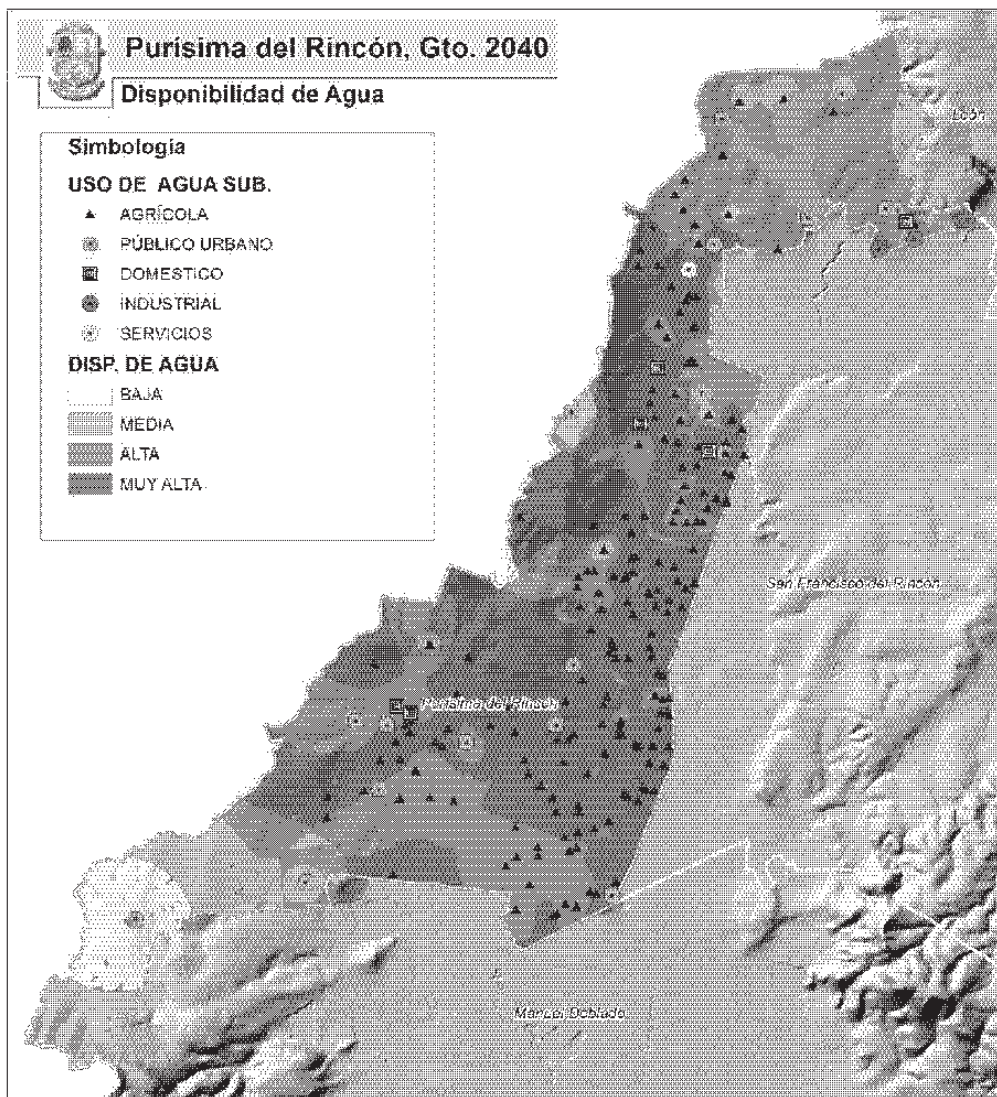 Purísima del Rincón, Gto. 2040
Disponibilidad de Agua
Simbología
USO DE AGUA SUB.
AGRÍCOLA
PÚBLICO URBANO
DOMESTICO
INDUSTRIAL
SERVICIOS
DISP. DE AGUA
BAJA
MEDIA
ALTA
MUY ALTA
León
San Francisco del Rincón
Purísima del Rincón
Manuel Doblado